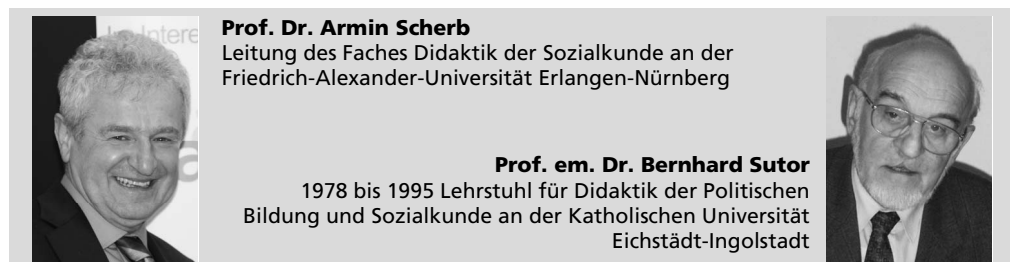 Prof. Dr. Armin Scherb
Leitung des Faches Didaktik der Sozialkunde an der
Friedrich-Alexander-Universität Erlangen-Nürnberg
Prof. em. Dr. Bernhard Sutor
1978 bis 1995 Lehrstuhl für Didaktik der Politischen
Bildung und Sozialkunde an der Katholischen Universität
Eichstädt-Ingolstadt